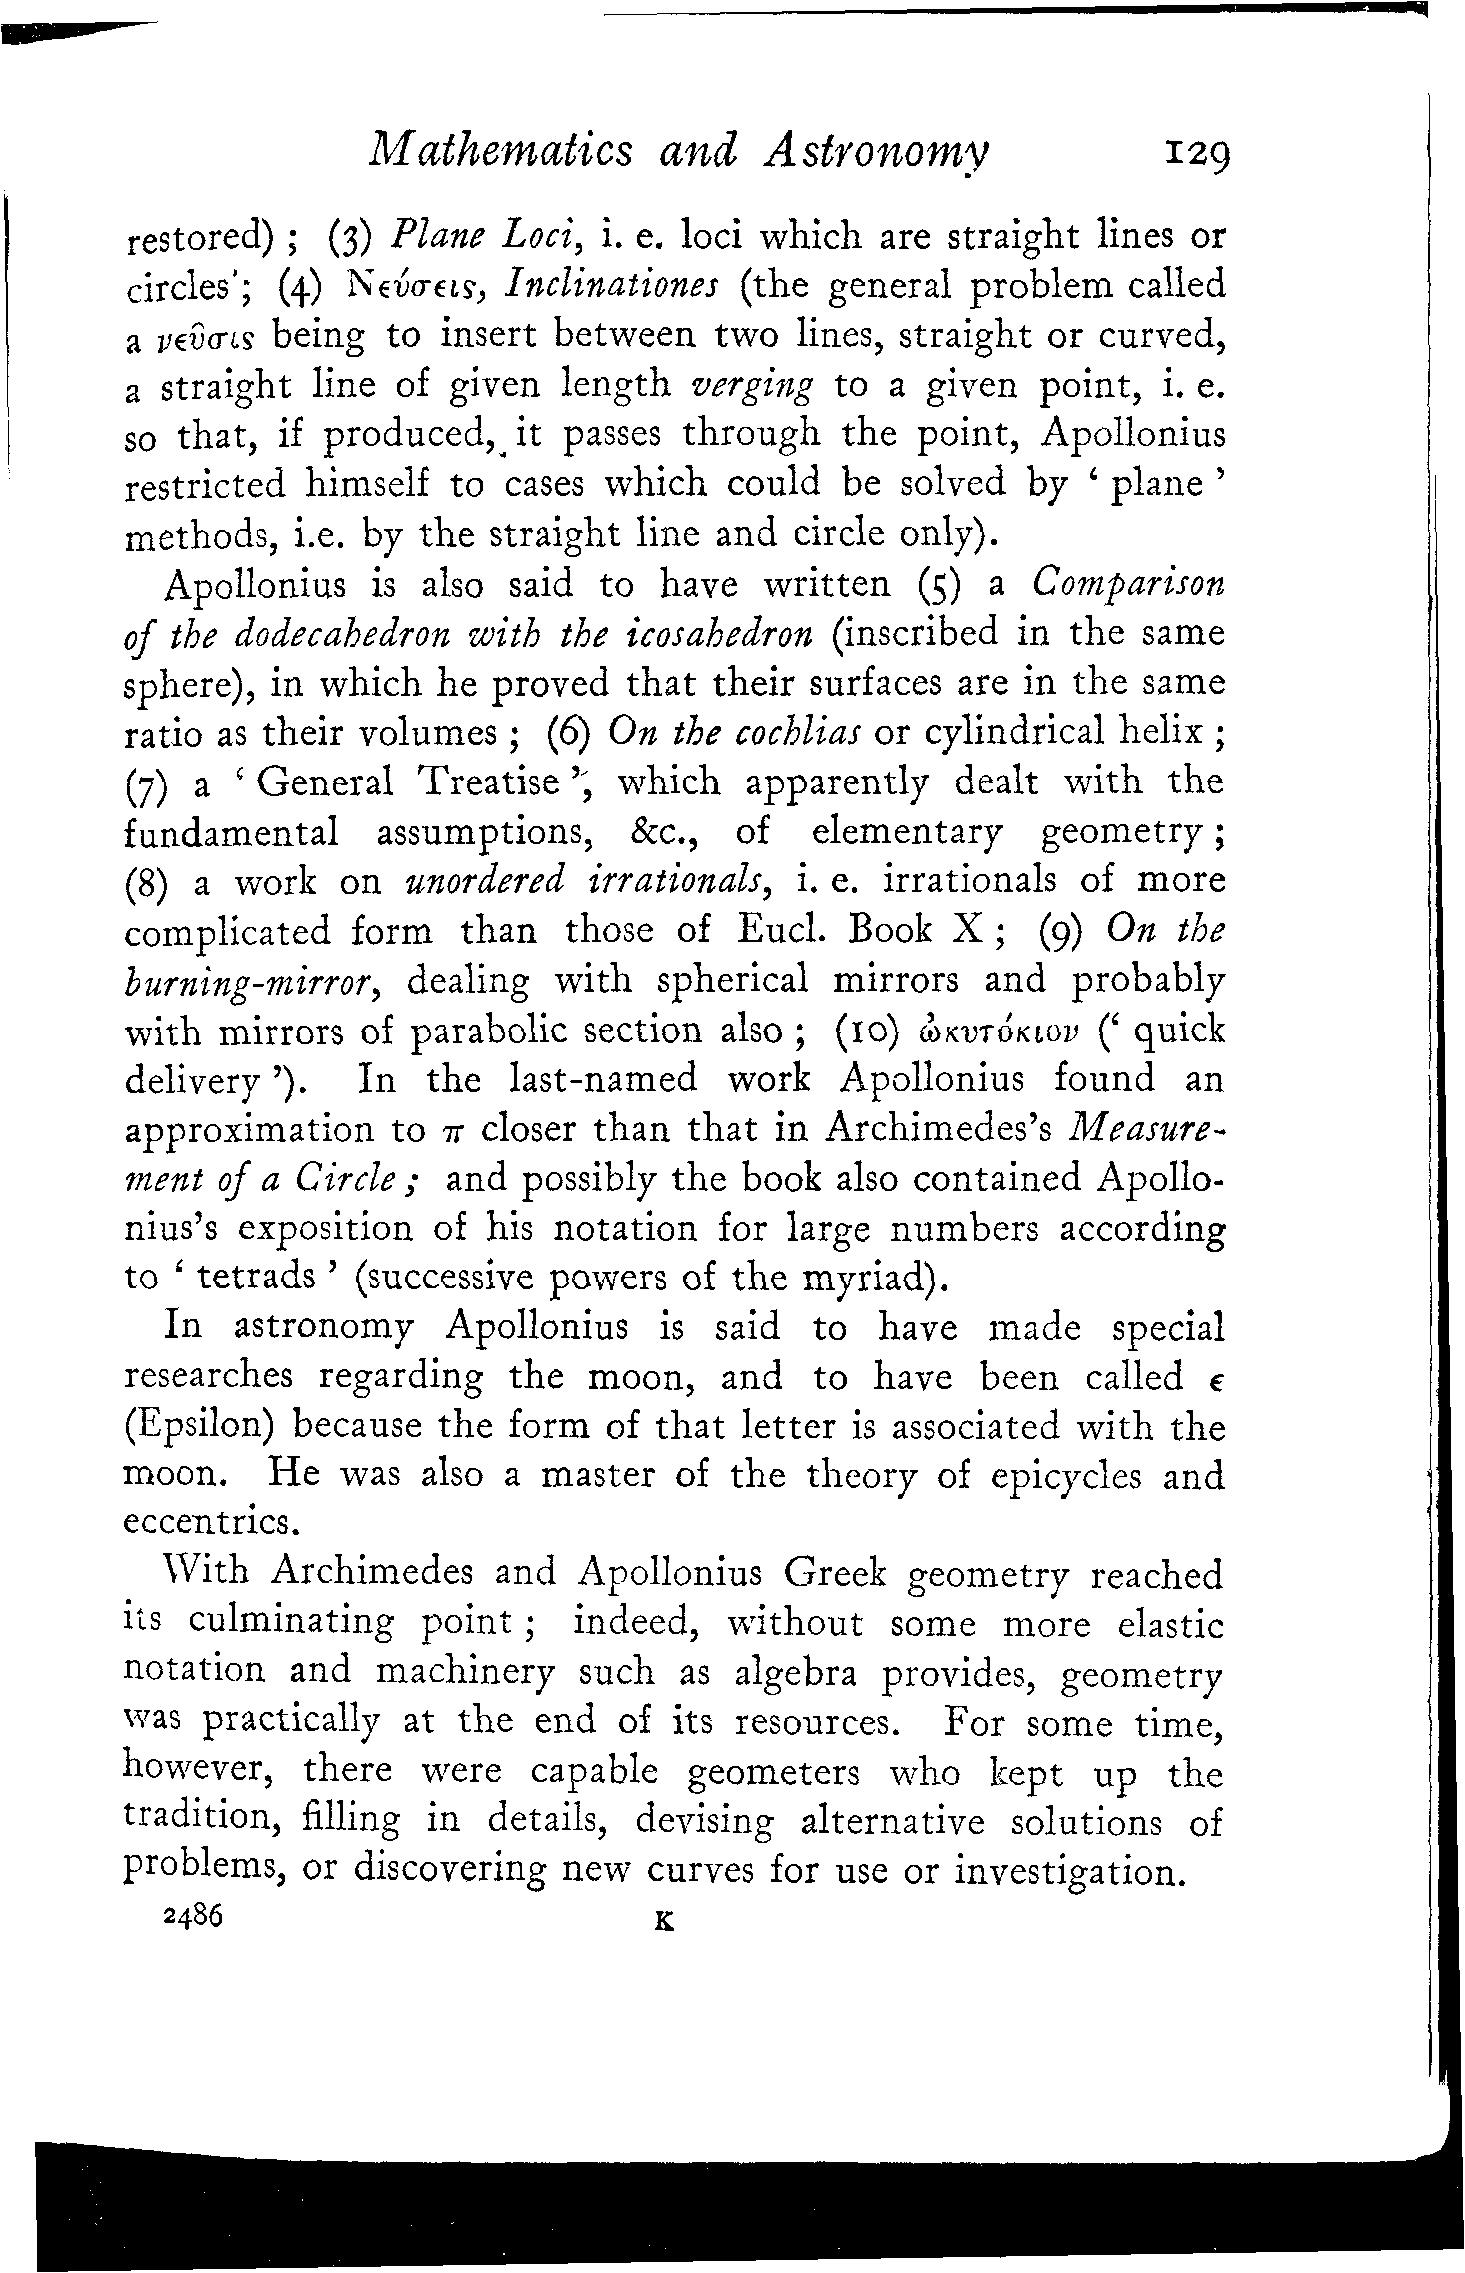 Mathematics and Astronomy 129
restored) ; (3) Plane Loci, i. e. loci which are straight lines or
circles'; (4) Νεύσεις, Inclinationes (the general problem called
a νεῦσις being to insert between two lines, straight or curved,
a straight line of given length verging to a given point, i. e.
so that, if produced, it passes through the point, Apollonius
restricted himself to cases which could be solved by ‘ plane ’
methods, i.e. by the straight line and circle only).
Apollonius is also said to have written (5) a Comparison
of the dodecahedron with the icosahedron (inscribed in the same
sphere), in which he proved that their surfaces are in the same
ratio as their volumes ; (6) On the cochlias or cylindrical helix ;
(7) a ‘ General Treatise ’, which apparently dealt with the
fundamental assumptions, &c., of elementary geometry ;
(8) a work on unordered irrationals, i. e. irrationals of more
complicated form than those of Eucl. Book X ; (9) On the
burning-mirror, dealing with spherical mirrors and probably
with mirrors of parabolic section also ; (10) ὠκυτόκιον (‘ quick
delivery ’). In the last-named work Apollonius found an
approximation to π closer than that in Archimedes's Measure-
ment of a Circle ; and possibly the book also contained Apollo-
nius's exposition of his notation for large numbers according
to ‘ tetrads ’ (successive powers of the myriad).
In astronomy Apollonius is said to have made special
researches regarding the moon, and to have been called ϵ
(Epsilon) because the form of that letter is associated with the
moon. He was also a master of the theory of epicycles and
eccentrics.
With Archimedes and Apollonius Greek geometry reached
its culminating point ; indeed, without some more elastic
notation and machinery such as algebra provides, geometry
was practically at the end of its resources. For some time,
however, there were capable geometers who kept up the
tradition, filling in details, devising alternative solutions of
problems, or discovering new curves for use or investigation.
2486 K